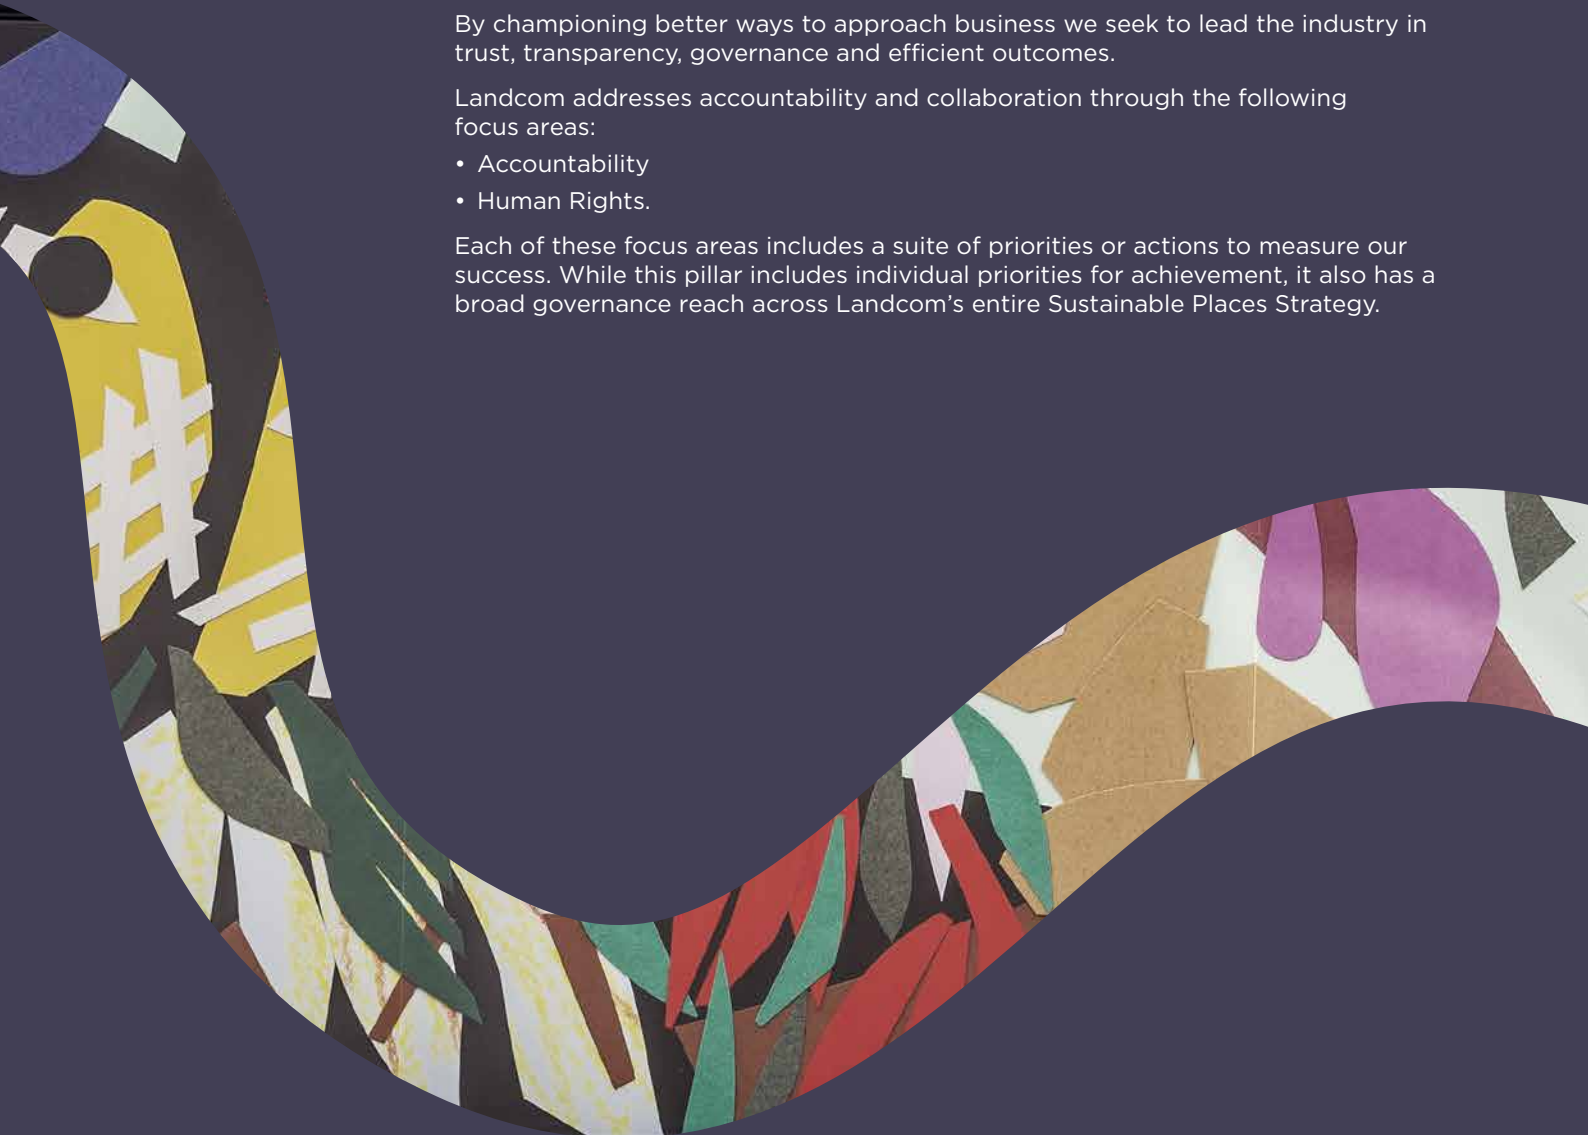 By championing better ways to approach business we seek to lead the industry in
trust, transparency, governance and efficient outcomes.
Landcom addresses accountability and collaboration through the following
focus areas:
• Accountability
• Human Rights.
Each of these focus areas includes a suite of priorities or actions to measure our
success. While this pillar includes individual priorities for achievement, it also has a
broad governance reach across Landcom’s entire Sustainable Places Strategy.